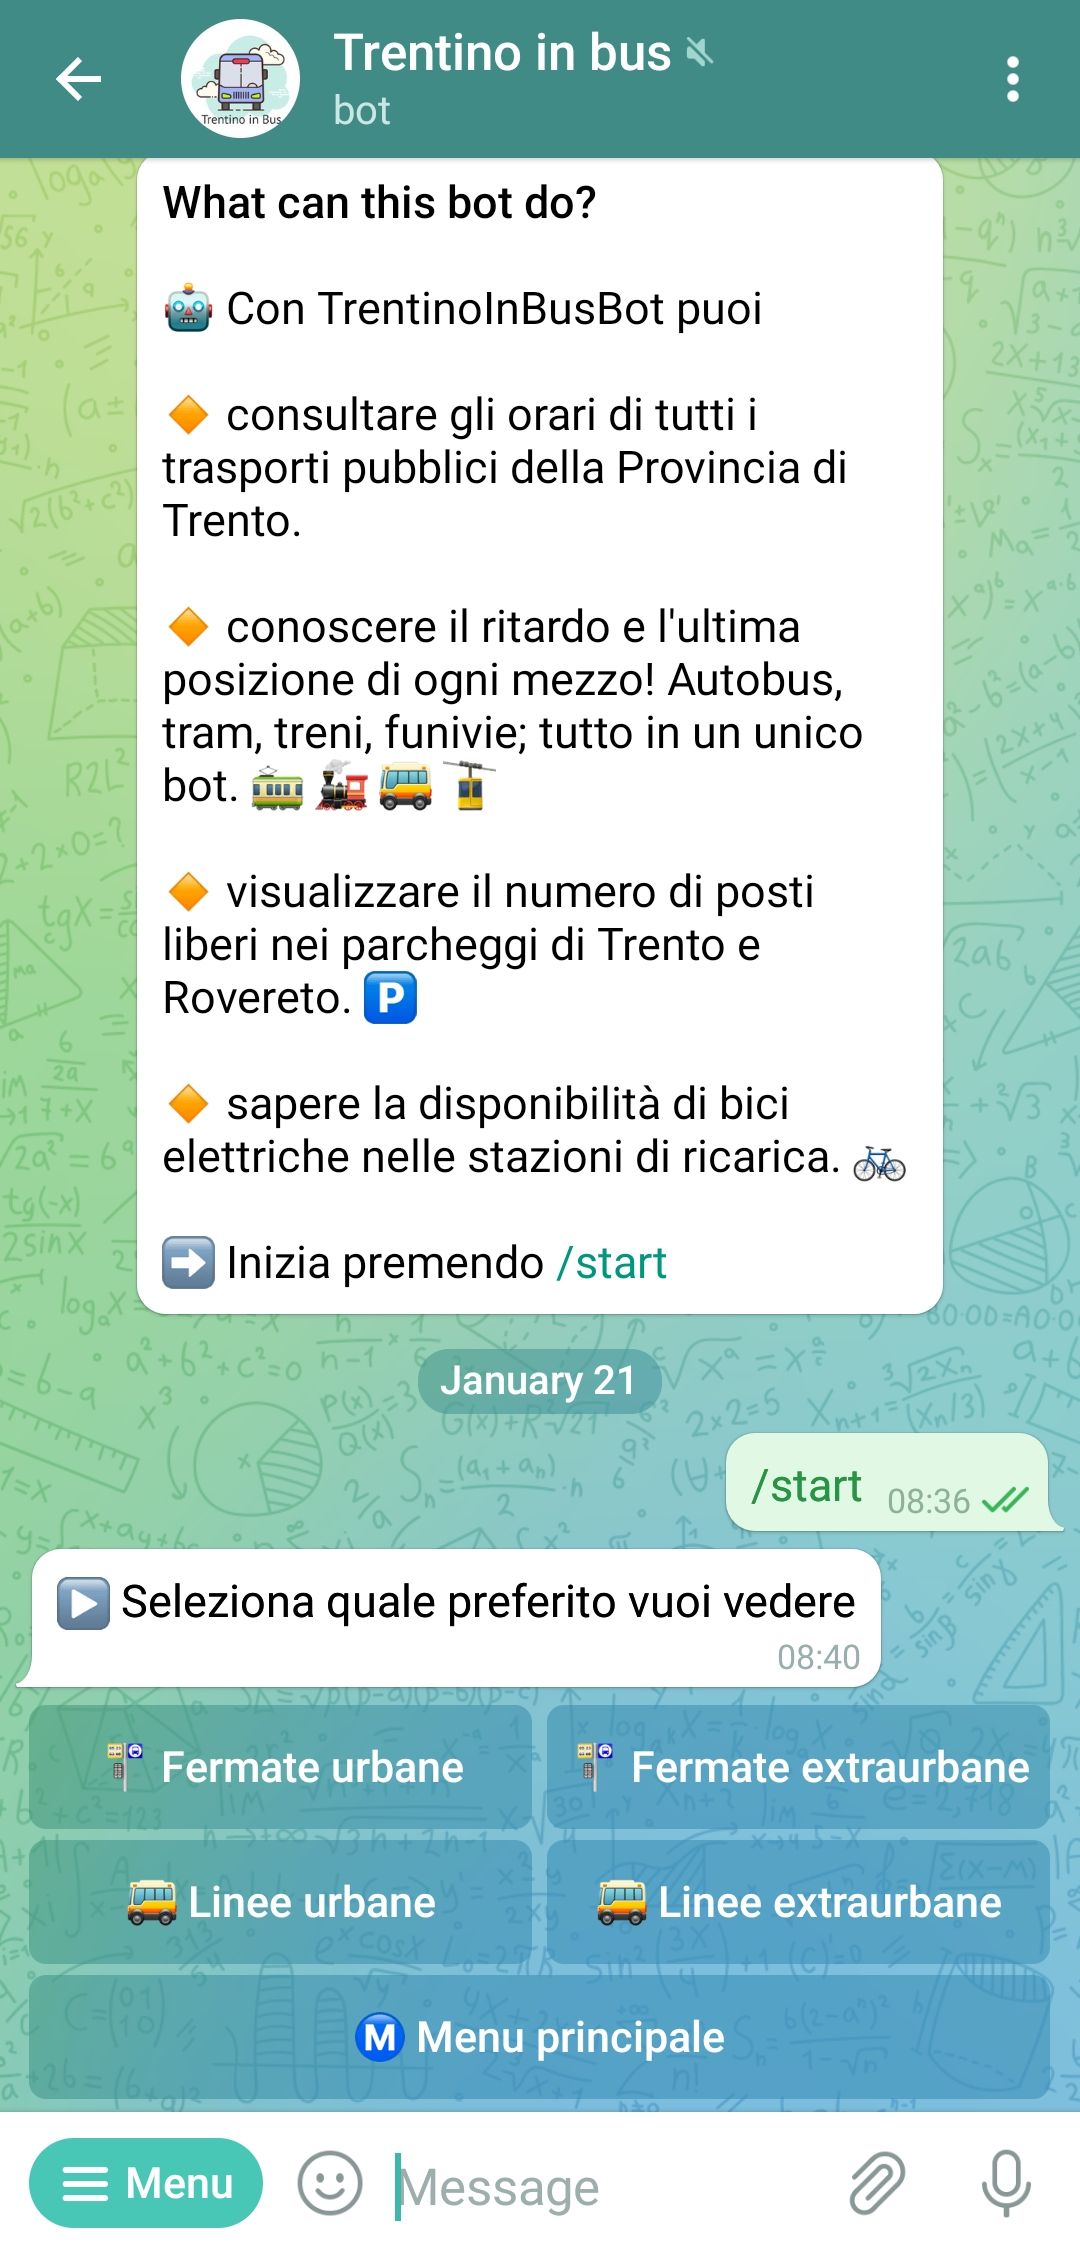 Trentino in bus
bot
Trentino in Bus
What can this bot do?
Con TrentinoInBusBot puoi
consultare gli orari di tutti i
trasporti pubblici della Provincia di
Trento.
conoscere il ritardo e l'ultima
posizione di ogni mezzo! Autobus,
tram, treni, funivie; tutto in un unico
bot.
visualizzare il numero di posti
liberi nei parcheggi di Trento e
Rovereto. P
sapere la disponibilità di bici
elettriche nelle stazioni di ricarica.
Inizia premendo /start
January 21
/start 08:36
Seleziona quale preferito vuoi vedere
08:40
Fermate urbane
Fermate extraurbane
Linee urbane
Linee extraurbane
M Menu principale
Menu
Message